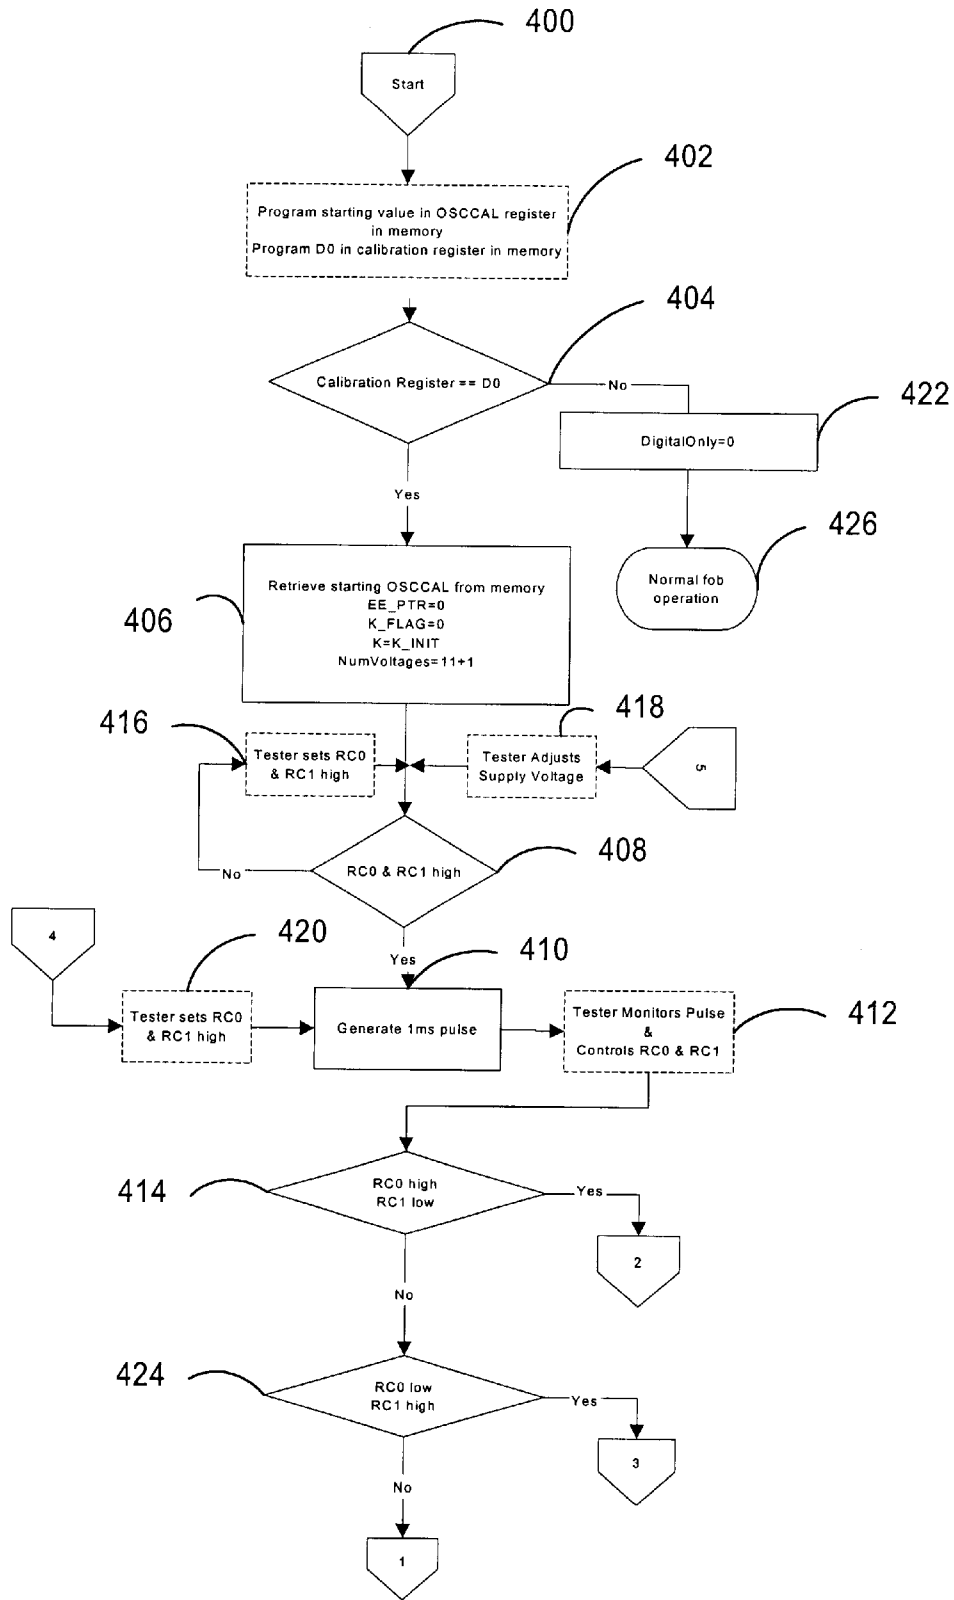 400
Start
402
Program starting value in OSCCAL register
in memory
Program D0 in calibration register in memory
404
Calibration Register == D0
No
422
DigitalOnly=0
Yes
426
Normal fob
operation
406
Retrieve starting OSCCAL from memory
EE_PTR=0
K_FLAG=0
K=K_INIT
NumVoltages=11+1
416
Tester sets RC0
& RC1 high
418
Tester Adjusts
Supply Voltage
5
No
RC0 & RC1 high
408
4
420
Yes
410
Tester sets RC0
& RC1 high
Generate 1ms pulse
Tester Monitors Pulse
&
Controls RC0 & RC1
412
414
RC0 high
RC1 low
Yes
2
No
424
RC0 low
RC1 high
Yes
3
No
1